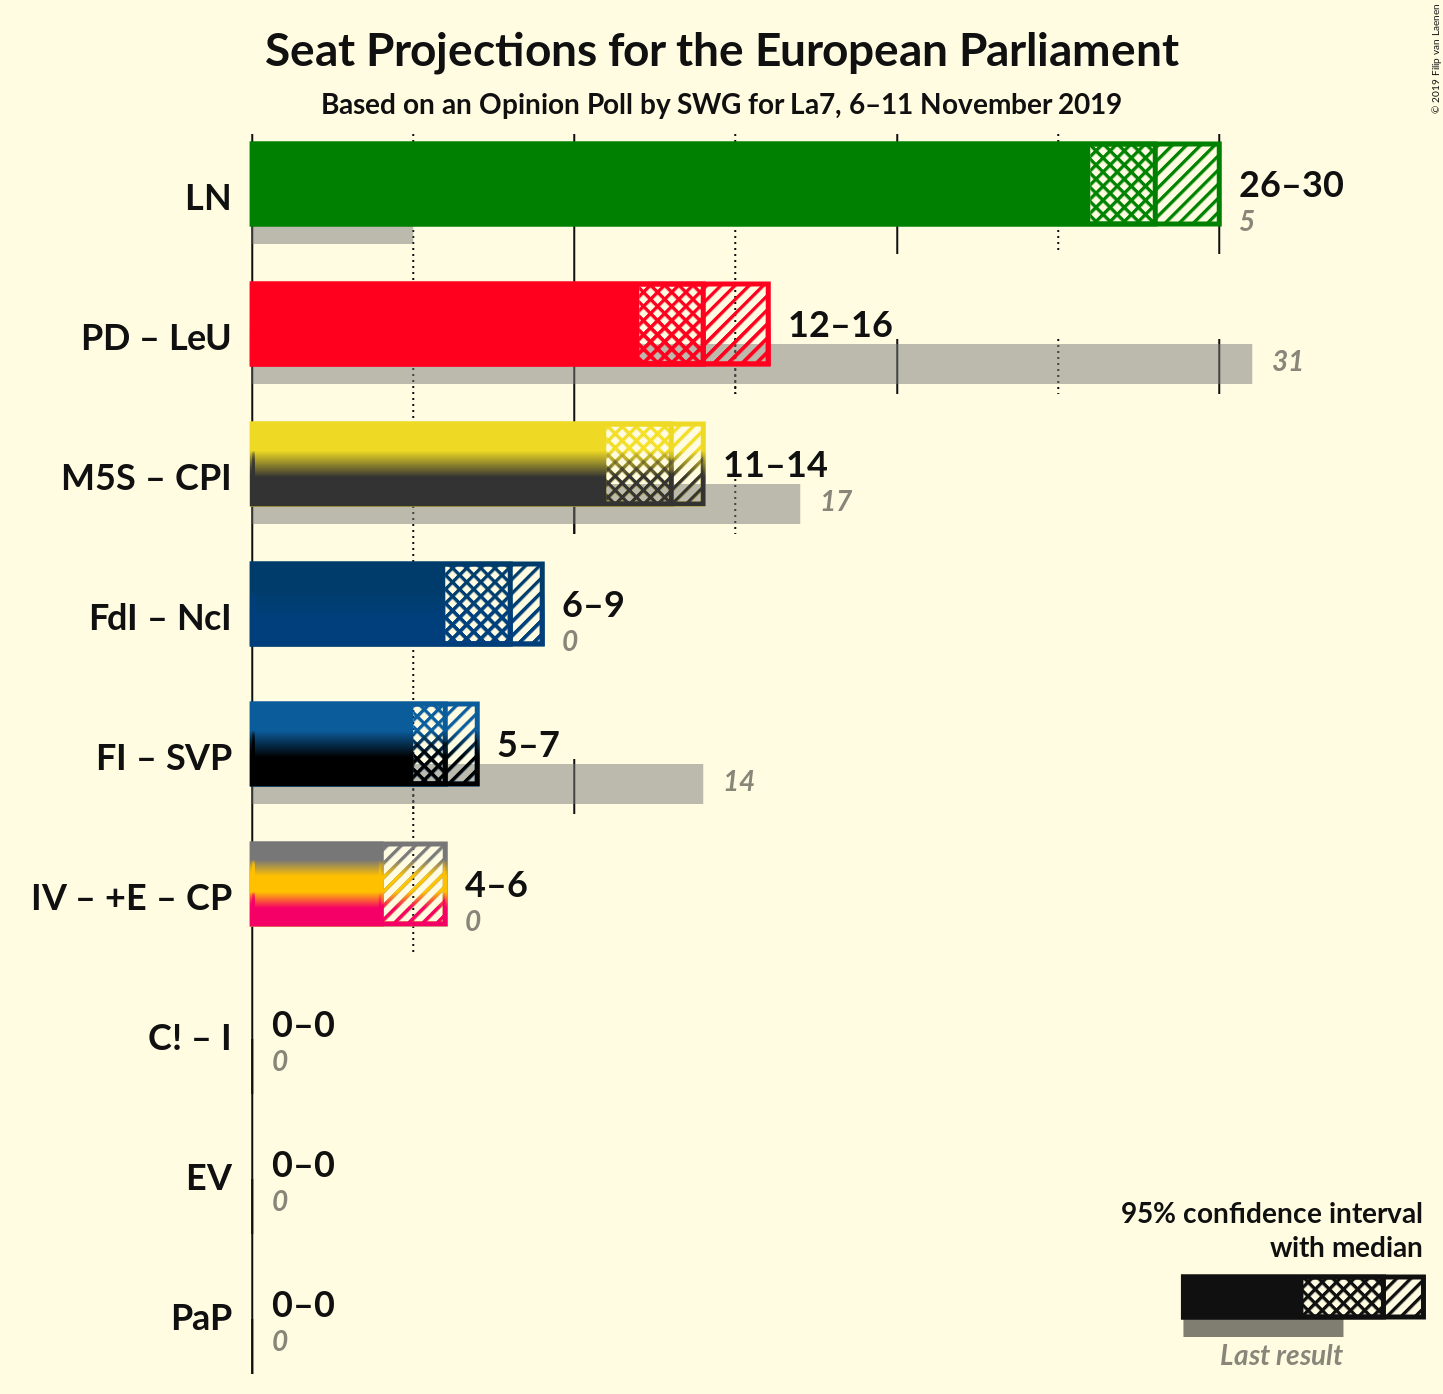 Seat Projections for the European Parliament
Based on an Opinion Poll by SWG for La7, 6–11 November 2019
© 2019 Filip van Laenen
LN
26–30
5
PD – LeU
12–16
31
M5S – CPI
11–14
17
FdI – NcI
6–9
0
FI – SVP
5–7
14
IV – +E – CP
4–6
0
C! – I
0–0
0
EV
0–0
0
PaP
0–0
0
95% confidence interval
with median
Last result